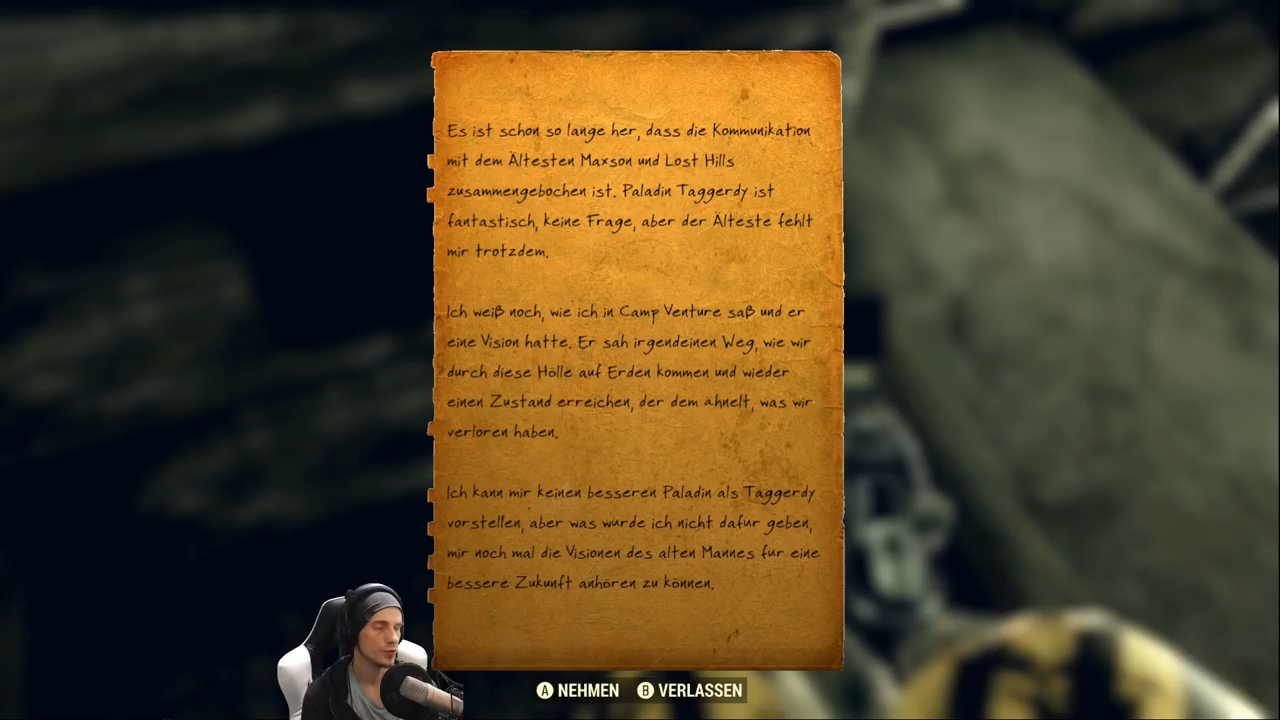 Es ist schon so lange her, dass die Kommunikation
mit dem Ältesten Maxson und Lost Hills
zusammengebochen ist. Paladin Taggerdy ist
fantastisch, keine Frage, aber der Älteste fehlt
mir trotzdem.
Ich weiß noch, wie ich in Camp Venture saß und er
eine Vision hatte. Er sah irgendeinen Weg, wie wir
durch diese Hölle auf Erden kommen und wieder
einen Zustand erreichen, der dem ähnelt, was wir
verloren haben.
Ich kann mir keinen besseren Paladin als Taggerdy
vorstellen, aber was würde ich nicht dafür geben,
mir noch mal die Visionen des alten Mannes für eine
bessere Zukunft anhören zu können.
A NEHMEN B VERLASSEN